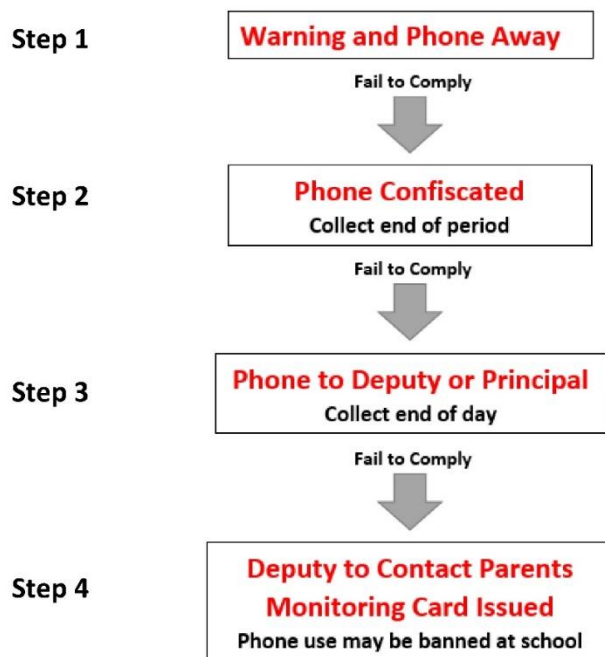 Step 1
Warning and Phone Away
Fail to Comply
Step 2
Phone Confiscated
Collect end of period
Fail to Comply
Step 3
Phone to Deputy or Principal
Collect end of day
Fail to Comply
Step 4
Deputy to Contact Parents
Monitoring Card Issued
Phone use may be banned at school